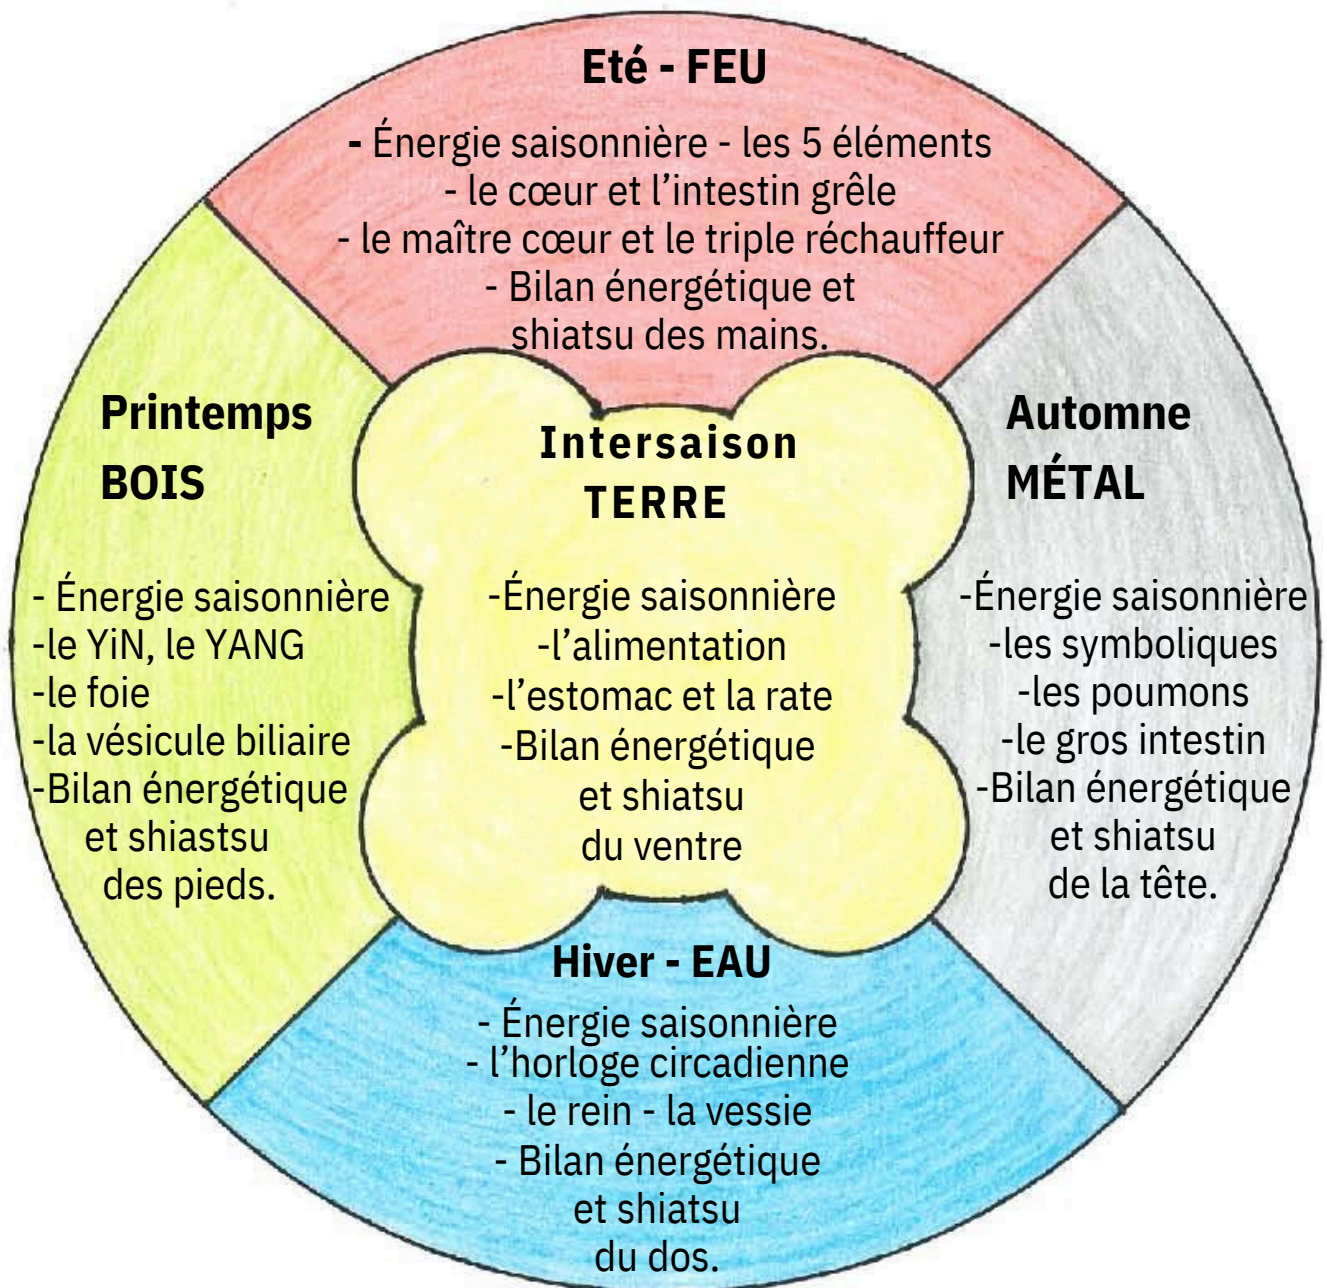 Eté - FEU
- Énergie saisonnière - les 5 éléments
- le cœur et l’intestin grêle
- le maître cœur et le triple réchauffeur
- Bilan énergétique et
shiatsu des mains.
Printemps
BOIS
- Énergie saisonnière
-le YiN, le YANG
-le foie
-la vésicule biliaire
-Bilan énergétique
et shiastsu
des pieds.
Intersaison
TERRE
-Énergie saisonnière
-l’alimentation
-l’estomac et la rate
-Bilan énergétique
et shiatsu
du ventre
Automne
MÉTAL
-Énergie saisonnière
-les symboliques
-les poumons
-le gros intestin
-Bilan énergétique
et shiatsu
de la tête.
Hiver - EAU
- Énergie saisonnière
- l’horloge circadienne
- le rein - la vessie
- Bilan énergétique
et shiatsu
du dos.